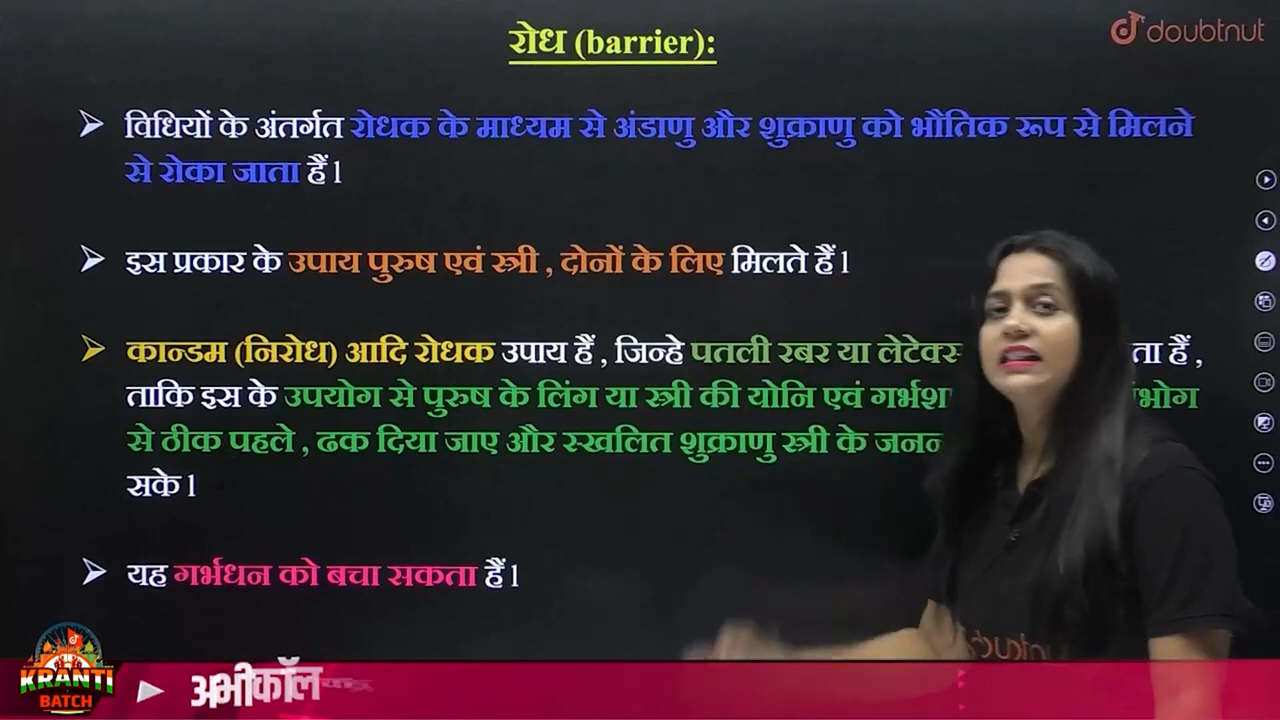 रोध (barrier):
doubtnut
विधियों के अंतर्गत रोधक के माध्यम से अंडाणु और शुक्राणु को भौतिक रूप से मिलने
से रोका जाता हैं l
इस प्रकार के उपाय पुरुष एवं स्त्री , दोनों के लिए मिलते हैं l
कान्डम (निरोध) आदि रोधक उपाय हैं , जिन्हे पतली रबर या लेटेक्स ता हैं ,
ताकि इस के उपयोग से पुरुष के लिंग या स्त्री की योनि एवं गर्भशा ंभोग
से ठीक पहले , ढक दिया जाए और स्खलित शुक्राणु स्त्री के जनन
सके l
यह गर्भधन को बचा सकता हैं l
doubtnu
KRANTI
BATCH
अभी कॉल